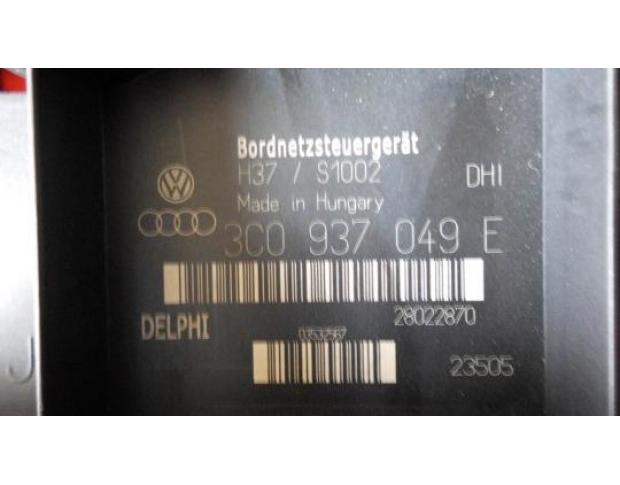 Bordnetzsteuergerät
H37 / S1002 DHI
Made in Hungary
3C0 937 049 E
DELPHI 28022870
23505